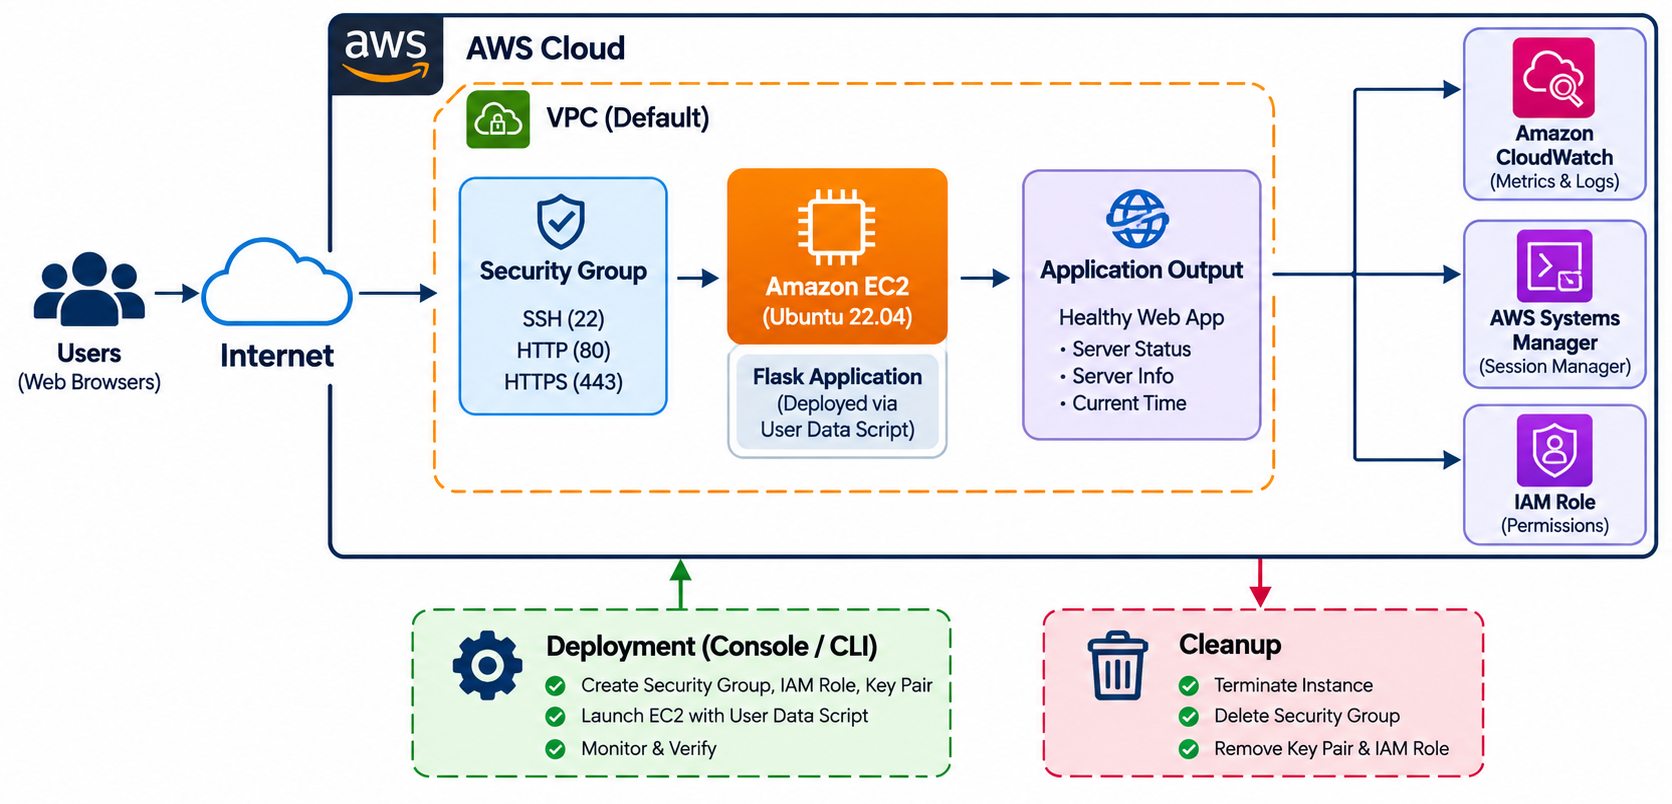 aws
AWS Cloud
VPC (Default)
Security Group
SSH (22)
HTTP (80)
HTTPS (443)
Amazon EC2
(Ubuntu 22.04)
Flask Application
(Deployed via
User Data Script)
Application Output
Healthy Web App
• Server Status
• Server Info
• Current Time
Amazon
CloudWatch
(Metrics & Logs)
AWS Systems
Manager
(Session Manager)
IAM Role
(Permissions)
Users
(Web Browsers)
Internet
Deployment (Console / CLI)
Create Security Group, IAM Role, Key Pair
Launch EC2 with User Data Script
Monitor & Verify
Cleanup
Terminate Instance
Delete Security Group
Remove Key Pair & IAM Role